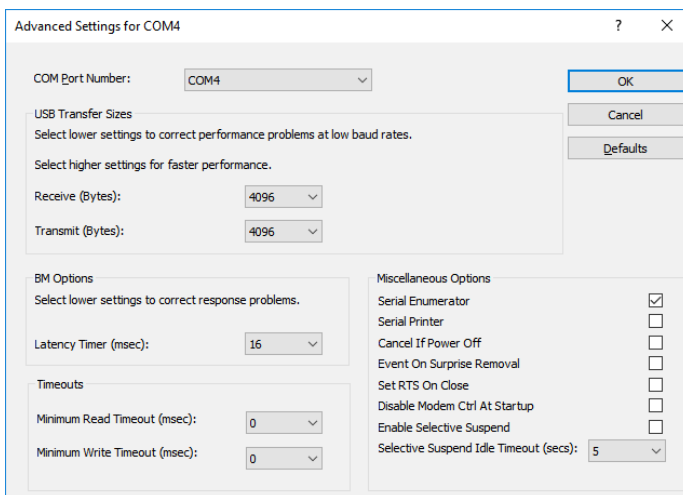 Advanced Settings for COM4
?
COM Port Number:
COM4
OK
Cancel
Defaults
USB Transfer Sizes
Select lower settings to correct performance problems at low baud rates.
Select higher settings for faster performance.
Receive (Bytes):
4096
Transmit (Bytes):
4096
BM Options
Select lower settings to correct response problems.
Latency Timer (msec):
16
Timeouts
Minimum Read Timeout (msec):
0
Minimum Write Timeout (msec):
0
Miscellaneous Options
Serial Enumerator
Serial Printer
Cancel If Power Off
Event On Surprise Removal
Set RTS On Close
Disable Modem Ctrl At Startup
Enable Selective Suspend
Selective Suspend Idle Timeout (secs):
5